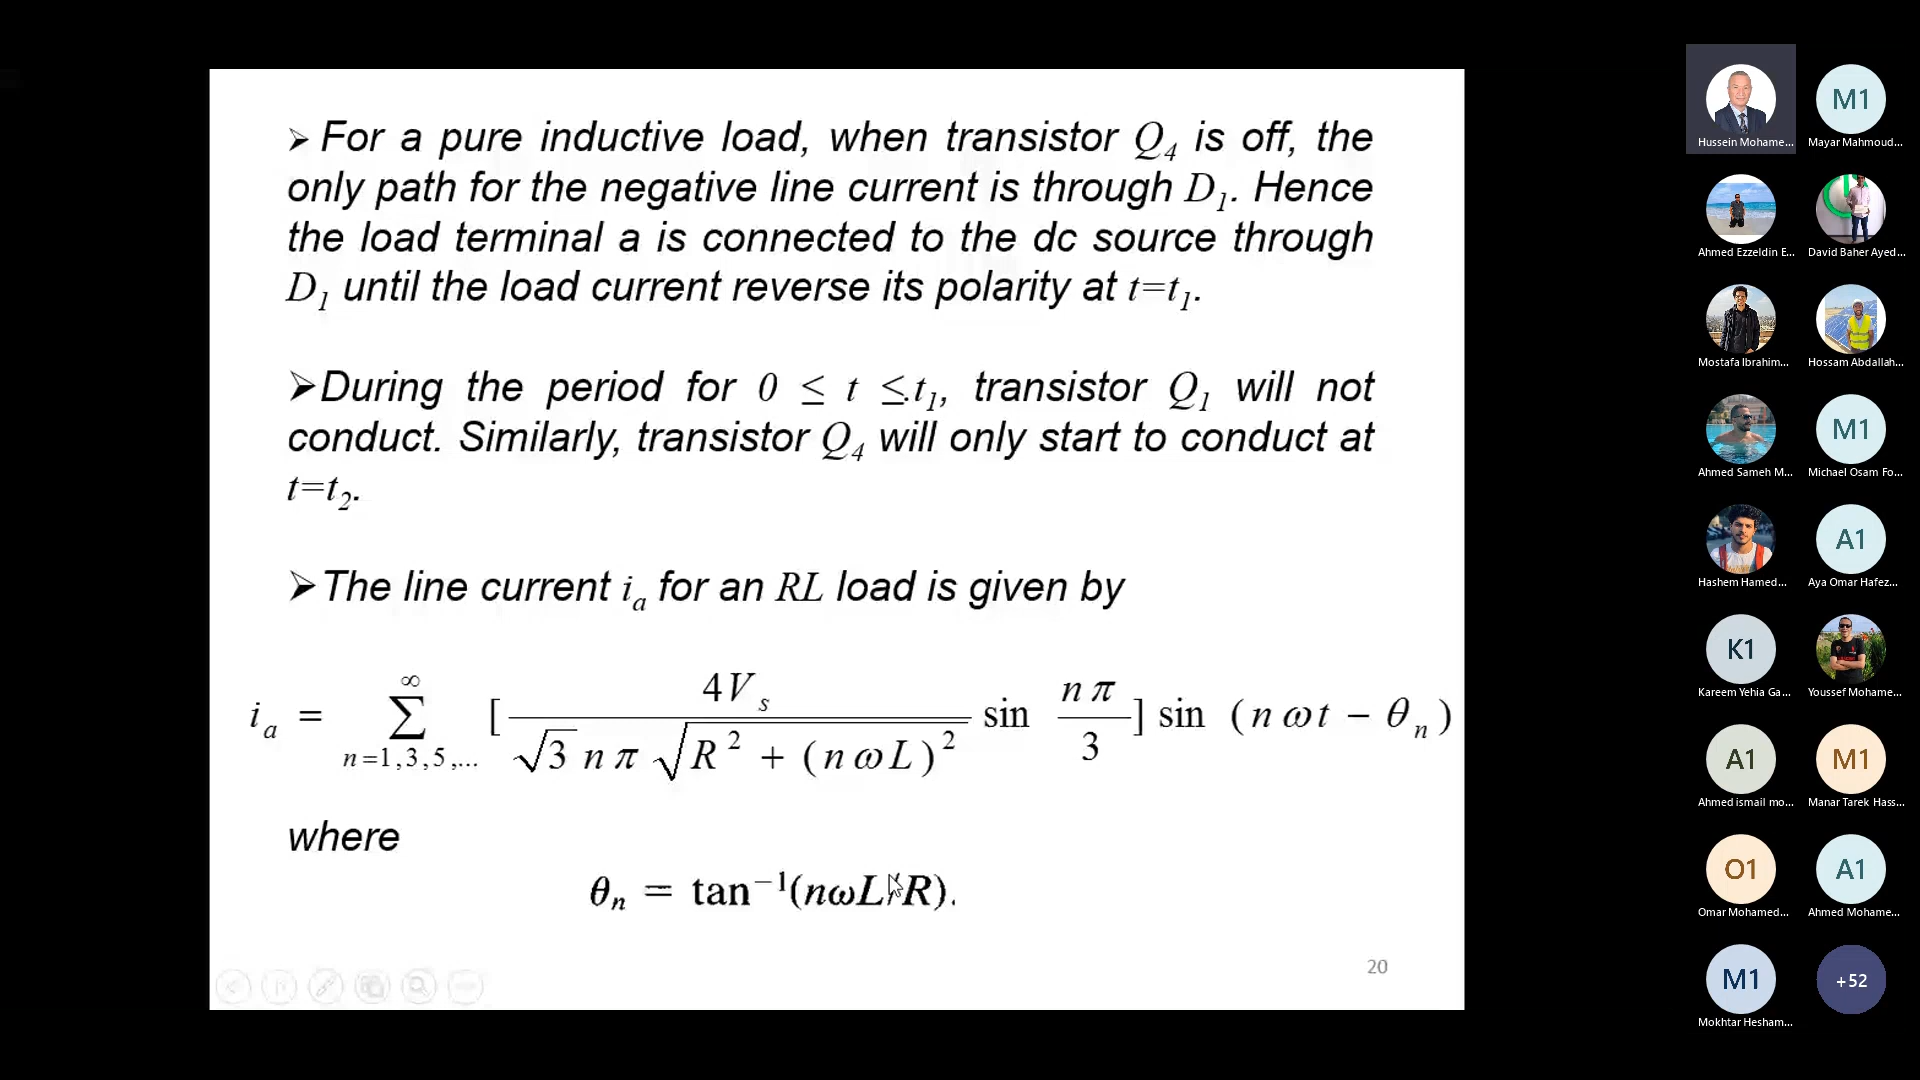 ➢ For a pure inductive load, when transistor Q₄ is off, the
only path for the negative line current is through D₁. Hence
the load terminal a is connected to the dc source through
D₁ until the load current reverse its polarity at t=t₁.
➢During the period for 0 ≤ t ≤.t₁, transistor Q₁ will not
conduct. Similarly, transistor Q₄ will only start to conduct at
t=t₂.
➢The line current iₐ for an RL load is given by
iₐ = ∑_{n=1,3,5,...}^{∞} [ 4Vₛ / (√3 nπ √(R² + (nωL)²)) sin nπ/3 ] sin (nωt − θₙ)
where
θₙ = tan⁻¹(nωL/R).
20
Hussein Mohame...
M1
Mayar Mahmoud...
Ahmed Ezzeldin E...
David Baher Ayed...
Mostafa Ibrahim...
Hossam Abdallah...
Ahmed Sameh M...
M1
Michael Osam Fo...
Hashem Hamed...
A1
Aya Omar Hafez...
K1
Kareem Yehia Ga...
Youssef Mohame...
A1
Ahmed ismail mo...
M1
Manar Tarek Hass...
O1
Omar Mohamed...
A1
Ahmed Mohame...
M1
Mokhtar Hesham...
+52